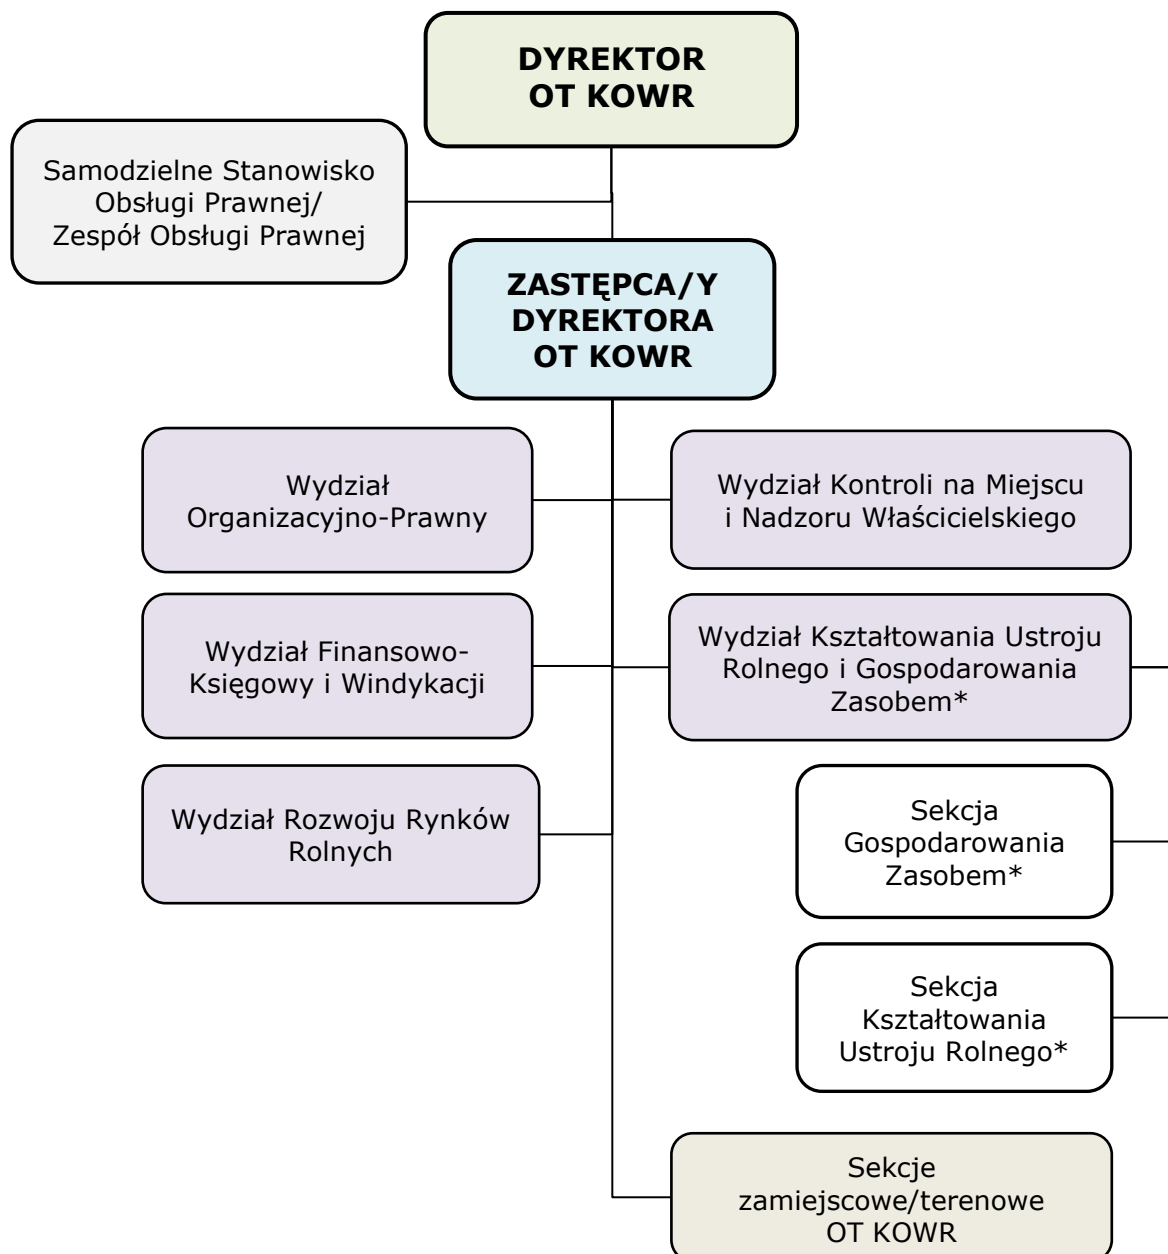 DYREKTOR
OT KOWR
Samodzielne Stanowisko
Obsługi Prawnej/
Zespół Obsługi Prawnej
ZASTĘPCA/Y
DYREKTORA
OT KOWR
Wydział
Organizacyjno-Prawny
Wydział Kontroli na Miejscu
i Nadzoru Właścicielskiego
Wydział Finansowo-
Księgowy i Windykacji
Wydział Kształtowania Ustroju
Rolnego i Gospodarowania
Zasobem*
Wydział Rozwoju Rynków
Rolnych
Sekcja
Gospodarowania
Zasobem*
Sekcja
Kształtowania
Ustroju Rolnego*
Sekcje
zamiejscowe/terenowe
OT KOWR